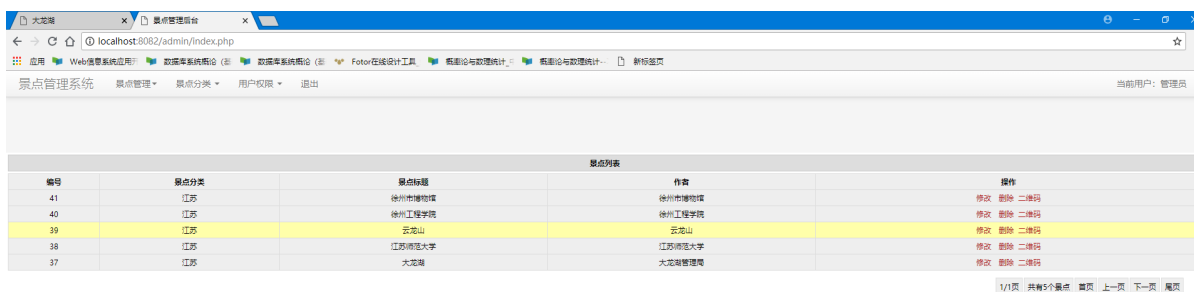 大龙湖 景点管理后台
localhost:8082/admin/index.php
应用 Web信息系统应用 数据库系统概论 (基 数据库系统概论 (基 Fotor在线设计工具_ 概率论与数理统计_ 概率论与数理统计- 新标签页
景点管理系统 景点管理 景点分类 用户权限 退出 当前用户：管理员
景点列表
编号 景点分类 景点标题 作者 操作
41 江苏 徐州市博物馆 徐州市博物馆 修改 删除 二维码
40 江苏 徐州工程学院 徐州工程学院 修改 删除 二维码
39 江苏 云龙山 云龙山 修改 删除 二维码
38 江苏 江苏师范大学 江苏师范大学 修改 删除 二维码
37 江苏 大龙湖 大龙湖管理局 修改 删除 二维码
1/1页 共有5个景点 首页 上一页 下一页 尾页